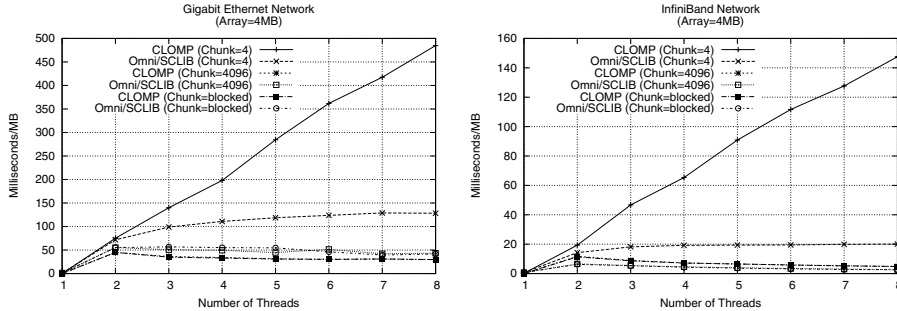 Gigabit Ethernet Network
(Array=4MB)
Milliseconds/MB
500
450
400
350
300
250
200
150
100
50
0
CLOMP (Chunk=4)
Omni/SCLIB (Chunk=4)
CLOMP (Chunk=4096)
Omni/SCLIB (Chunk=4096)
CLOMP (Chunk=blocked)
Omni/SCLIB (Chunk=blocked)
1 2 3 4 5 6 7 8
Number of Threads
InfiniBand Network
(Array=4MB)
Milliseconds/MB
160
140
120
100
80
60
40
20
0
CLOMP (Chunk=4)
Omni/SCLIB (Chunk=4)
CLOMP (Chunk=4096)
Omni/SCLIB (Chunk=4096)
CLOMP (Chunk=blocked)
Omni/SCLIB (Chunk=blocked)
1 2 3 4 5 6 7 8
Number of Threads